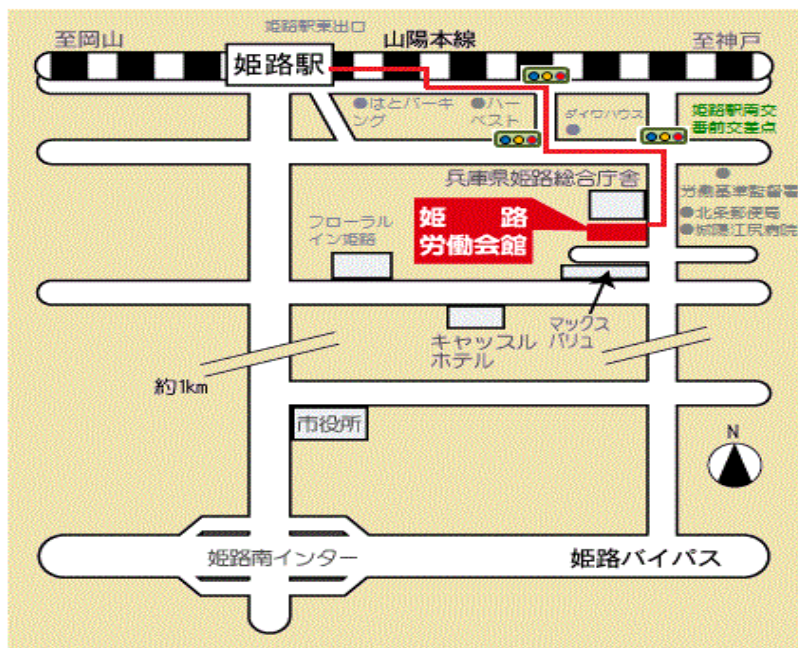 姫路駅東出口
至岡山
山陽本線
至神戸
姫路駅
●はとパーキ
ング
●ハー
ベスト
ダイワハウス
●
姫路駅南交
番前交差点
兵庫県姫路総合庁舎
●
労働基準監督署
●北条郵便局
●城陽江尻病院
姫路
労働会館
フローラル
イン姫路
マックス
バリュ
キャッスル
ホテル
約1km
市役所
N
姫路南インター
姫路バイパス